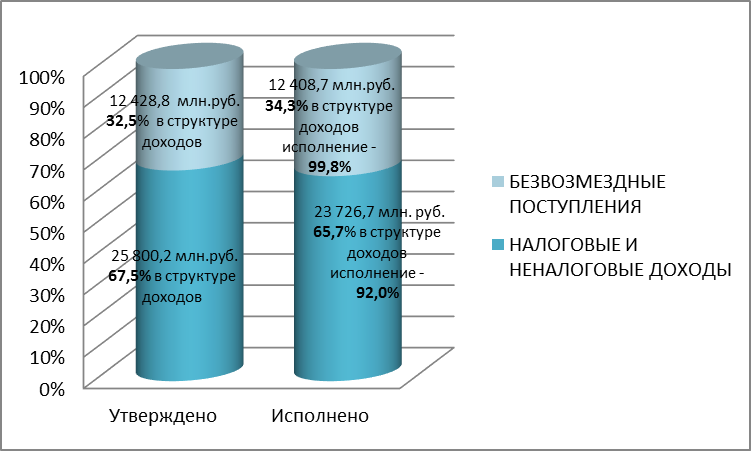 100%
90%
80%
70%
60%
50%
40%
30%
20%
10%
0%
12 428,8 млн.руб.
32,5% в структуре
доходов
25 800,2 млн.руб.
67,5% в структуре
доходов
12 408,7 млн.руб.
34,3% в структуре
доходов
исполнение -
99,8%
23 726,7 млн. руб.
65,7% в структуре
доходов
исполнение -
92,0%
Утверждено
Исполнено
БЕЗВОЗМЕЗДНЫЕ
ПОСТУПЛЕНИЯ
НАЛОГОВЫЕ И
НЕНАЛОГОВЫЕ ДОХОДЫ